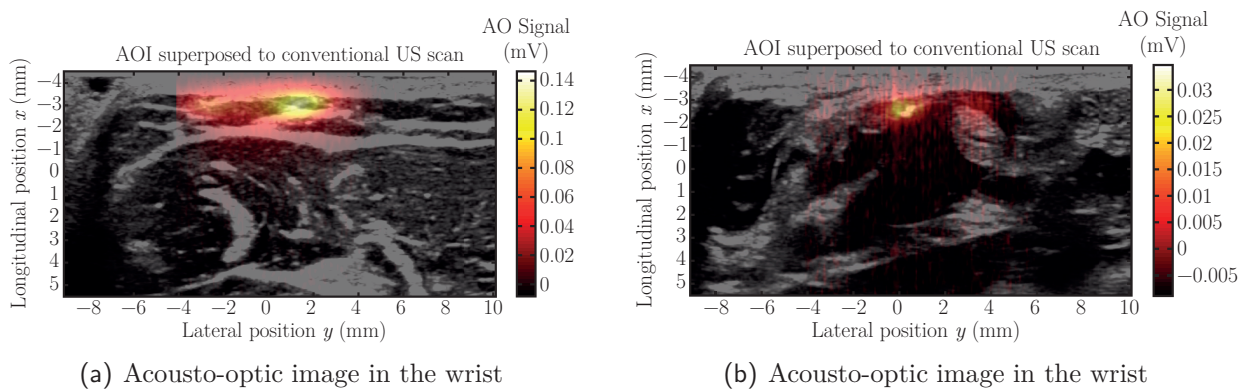 AO Signal
(mV)
AOI superposed to conventional US scan
−4
−3
−2
−1
0
1
2
3
4
5
Longitudinal position x (mm)
−8 −6 −4 −2 0 2 4 6 8 10
Lateral position y (mm)
0.14
0.12
0.1
0.08
0.06
0.04
0.02
0
(a) Acousto-optic image in the wrist
AO Signal
(mV)
AOI superposed to conventional US scan
−4
−3
−2
−1
0
1
2
3
4
5
Longitudinal position x (mm)
−8 −6 −4 −2 0 2 4 6 8 10
Lateral position y (mm)
0.03
0.025
0.02
0.015
0.01
0.005
0
−0.005
(b) Acousto-optic image in the wrist